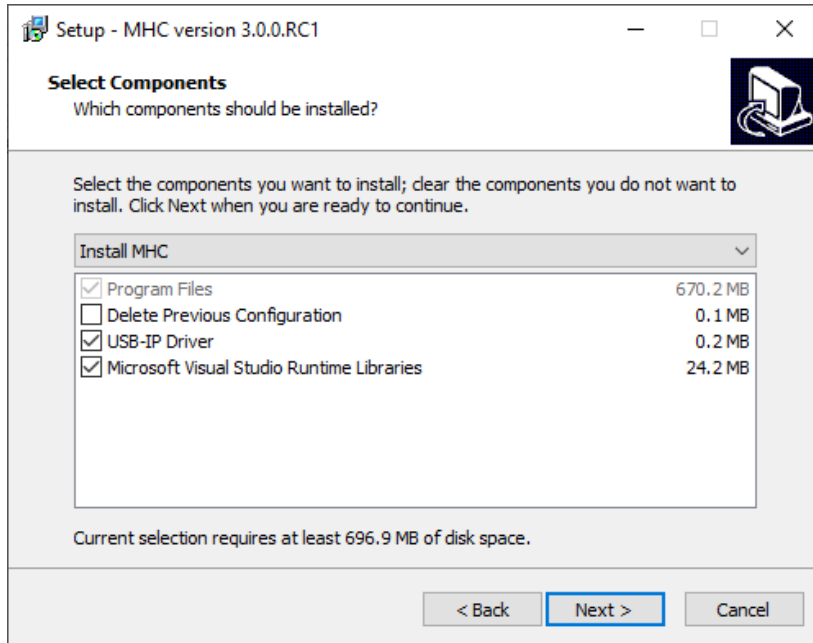 Setup - MHC version 3.0.0.RC1
Select Components
Which components should be installed?
Select the components you want to install; clear the components you do not want to
install. Click Next when you are ready to continue.
Install MHC
Program Files 670.2 MB
Delete Previous Configuration 0.1 MB
USB-IP Driver 0.2 MB
Microsoft Visual Studio Runtime Libraries 24.2 MB
Current selection requires at least 696.9 MB of disk space.
< Back Next > Cancel